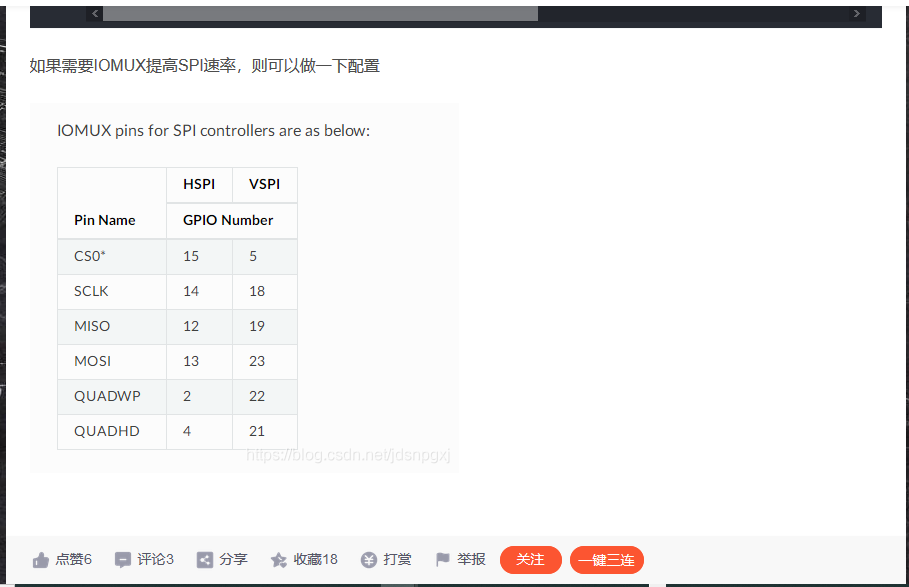 如果需要IOMUX提高SPI速率，则可以做一下配置
IOMUX pins for SPI controllers are as below:
HSPI VSPI
Pin Name GPIO Number
CS0* 15 5
SCLK 14 18
MISO 12 19
MOSI 13 23
QUADWP 2 22
QUADHD 4 21
https://blog.csdn.net/jdsnpgxj
点赞6 评论3 分享 收藏18 打赏 举报 关注 一键三连